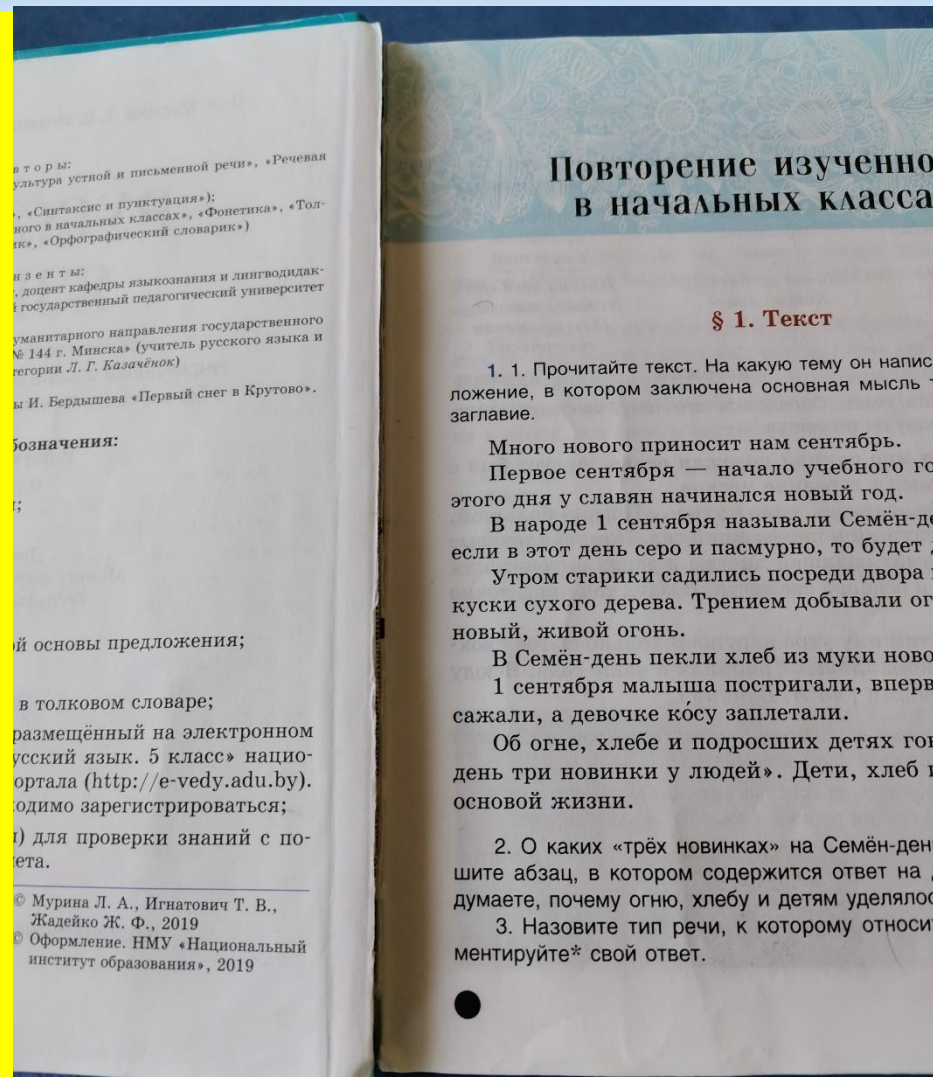 в т о р ы:
ультура устной и письменной речи», «Речевая
», «Синтаксис и пунктуация»);
ного в начальных классах», «Фонетика», «Тол-
ик», «Орфографический словарик»)
н з е н т ы:
, доцент кафедры языкознания и лингводидак-
й государственный педагогический университет
уманитарного направления государственного
№ 144 г. Минска» (учитель русского языка и
тегории Л. Г. Казачёнок)
ы И. Бердышева «Первый снег в Крутово».
бозначения:
;
й основы предложения;
в толковом словаре;
размещённый на электронном
усский язык. 5 класс» нацио-
ортала (http://e-vedy.adu.by).
одимо зарегистрироваться;
) для проверки знаний с по-
ета.
© Мурина Л. А., Игнатович Т. В.,
Жадейко Ж. Ф., 2019
© Оформление. НМУ «Национальный
институт образования», 2019
Повторение изученно
в начальных класса
§ 1. Текст
1. 1. Прочитайте текст. На какую тему он напис
ложение, в котором заключена основная мысль т
заглавие.
Много нового приносит нам сентябрь.
Первое сентября — начало учебного го
этого дня у славян начинался новый год.
В народе 1 сентября называли Семён-де
если в этот день серо и пасмурно, то будет
Утром старики садились посреди двора
куски сухого дерева. Трением добывали ог
новый, живой огонь.
В Семён-день пекли хлеб из муки ново
1 сентября малыша постригали, вперв
сажали, а девочке ко́су заплетали.
Об огне, хлебе и подросших детях гов
день три новинки у людей». Дети, хлеб и
основой жизни.
2. О каких «трёх новинках» на Семён-ден
шите абзац, в котором содержится ответ на
думаете, почему огню, хлебу и детям уделялос
3. Назовите тип речи, к которому относи
ментируйте* свой ответ.